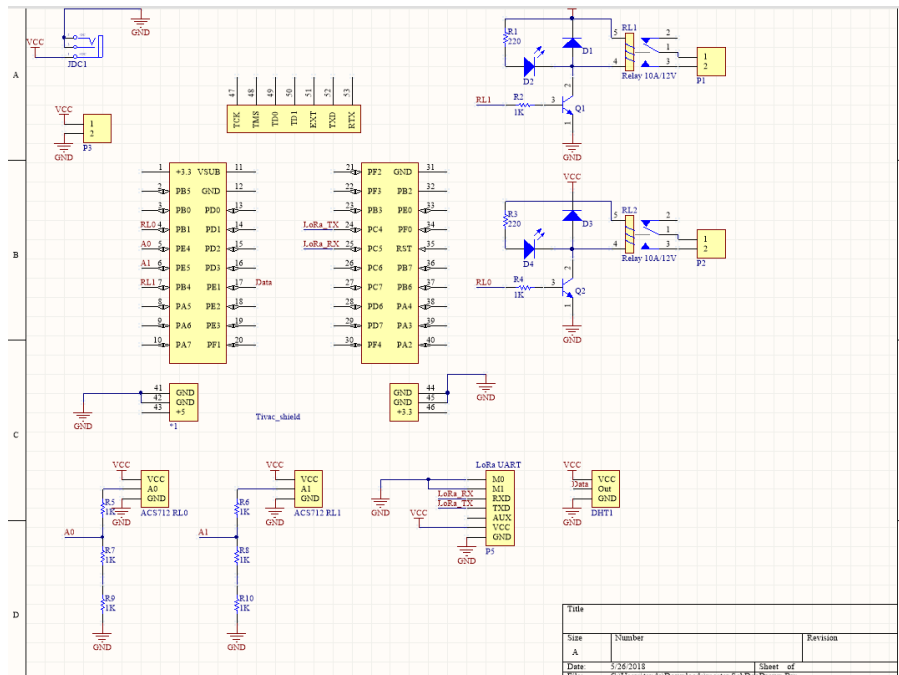 VCC
GND
JDC1
A
VCC
1
2
P3
GND
47 48 49 50 51 52 53
TCK TMS TD0 TD1 EXT TXD RTX
R1
220
D2
D1
RL1
5
4
2
1
3
Relay 10A/12V
1
2
P1
RL1
R2
1K
3
2
Q1
1
GND
B
1 +3.3 VSUB 11
2 PB5 GND 12
3 PB0 PD0 13
RL0 4 PB1 PD1 14
A0 5 PE4 PD2 15
A1 6 PE5 PD3 16
RL1 7 PB4 PE1 17 Data
8 PA5 PE2 18
9 PA6 PE3 19
10 PA7 PF1 20
21 PF2 GND 31
22 PF3 PB2 32
23 PB3 PE0 33
LoRa_TX 24 PC4 PF0 34
LoRa_RX 25 PC5 RST 35
26 PC6 PB7 36
27 PC7 PB6 37
28 PD6 PA4 38
29 PD7 PA3 39
30 PF4 PA2 40
VCC
R3
220
D4
D3
RL2
5
4
2
1
3
Relay 10A/12V
1
2
P2
RL0
R4
1K
3
2
Q2
1
GND
C
41 GND
42 GND
43 +5
*1
GND
Tivac_shield
GND 44
GND 45
+3.3 46
GND
VCC
VCC
A0
GND
GND
ACS712 RL0
R5
1K
A0
R7
1K
R9
1K
GND
VCC
VCC
A1
GND
GND
ACS712 RL1
R6
1K
A1
R8
1K
R10
1K
GND
LoRa UART
M0
M1
LoRa_RX RXD
LoRa_TX TXD
AUX
VCC VCC
GND
GND
GND
P5
VCC
VCC
Data Out
GND
GND
DHT1
D
Title
Size Number Revision
A
Date: 5/26/2018 Sheet of